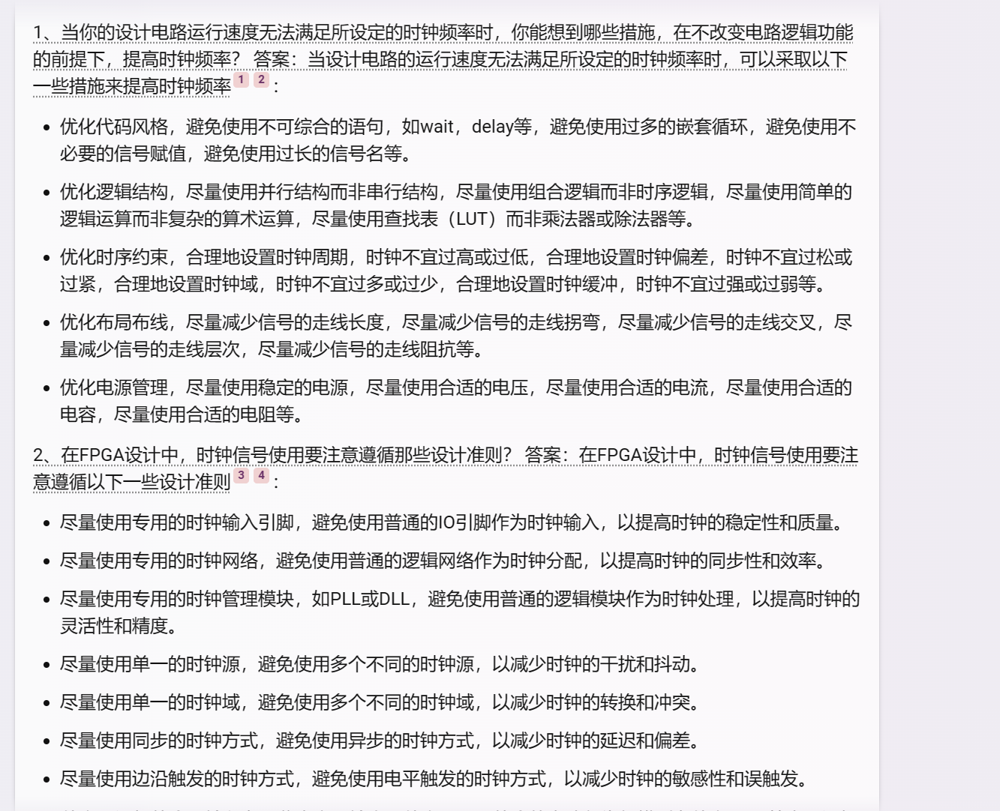 1、当你的设计电路运行速度无法满足所设定的时钟频率时，你能想到哪些措施，在不改变电路逻辑功能
的前提下，提高时钟频率？ 答案：当设计电路的运行速度无法满足所设定的时钟频率时，可以采取以下
一些措施来提高时钟频率 1 2 ：
• 优化代码风格，避免使用不可综合的语句，如wait，delay等，避免使用过多的嵌套循环，避免使用不
必要的信号赋值，避免使用过长的信号名等。
• 优化逻辑结构，尽量使用并行结构而非串行结构，尽量使用组合逻辑而非时序逻辑，尽量使用简单的
逻辑运算而非复杂的算术运算，尽量使用查找表（LUT）而非乘法器或除法器等。
• 优化时序约束，合理地设置时钟周期，时钟不宜过高或过低，合理地设置时钟偏差，时钟不宜过松或
过紧，合理地设置时钟域，时钟不宜过多或过少，合理地设置时钟缓冲，时钟不宜过强或过弱等。
• 优化布局布线，尽量减少信号的走线长度，尽量减少信号的走线拐弯，尽量减少信号的走线交叉，尽
量减少信号的走线层次，尽量减少信号的走线阻抗等。
• 优化电源管理，尽量使用稳定的电源，尽量使用合适的电压，尽量使用合适的电流，尽量使用合适的
电容，尽量使用合适的电阻等。
2、在FPGA设计中，时钟信号使用要注意遵循那些设计准则？ 答案：在FPGA设计中，时钟信号使用要注
意遵循以下一些设计准则 3 4 ：
• 尽量使用专用的时钟输入引脚，避免使用普通的IO引脚作为时钟输入，以提高时钟的稳定性和质量。
• 尽量使用专用的时钟网络，避免使用普通的逻辑网络作为时钟分配，以提高时钟的同步性和效率。
• 尽量使用专用的时钟管理模块，如PLL或DLL，避免使用普通的逻辑模块作为时钟处理，以提高时钟的
灵活性和精度。
• 尽量使用单一的时钟源，避免使用多个不同的时钟源，以减少时钟的干扰和抖动。
• 尽量使用单一的时钟域，避免使用多个不同的时钟域，以减少时钟的转换和冲突。
• 尽量使用同步的时钟方式，避免使用异步的时钟方式，以减少时钟的延迟和偏差。
• 尽量使用边沿触发的时钟方式，避免使用电平触发的时钟方式，以减少时钟的敏感性和误触发。